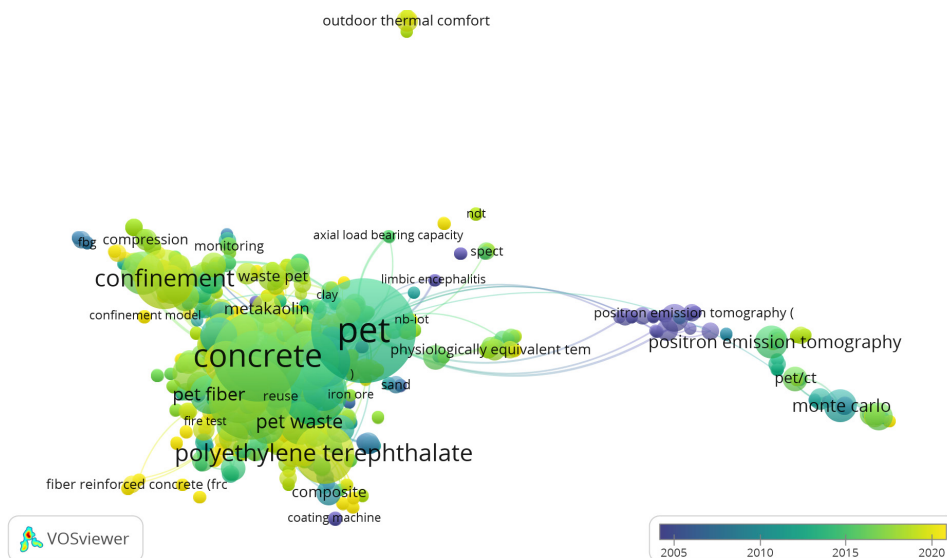 outdoor thermal comfort
ndt
axial load bearing capacity
fbg
compression
monitoring
spect
confinement
waste pet
limbic encephalitis
clay
metakaolin
confinement model
nb-iot
positron emission tomography (
pet
positron emission tomography
physiologically equivalent tem
concrete
)
pet/ct
sand
pet fiber
reuse
iron ore
monte carlo
fire test
pet waste
polyethylene terephthalate
fiber reinforced concrete (frc
composite
coating machine
VOSviewer
2005
2010
2015
2020